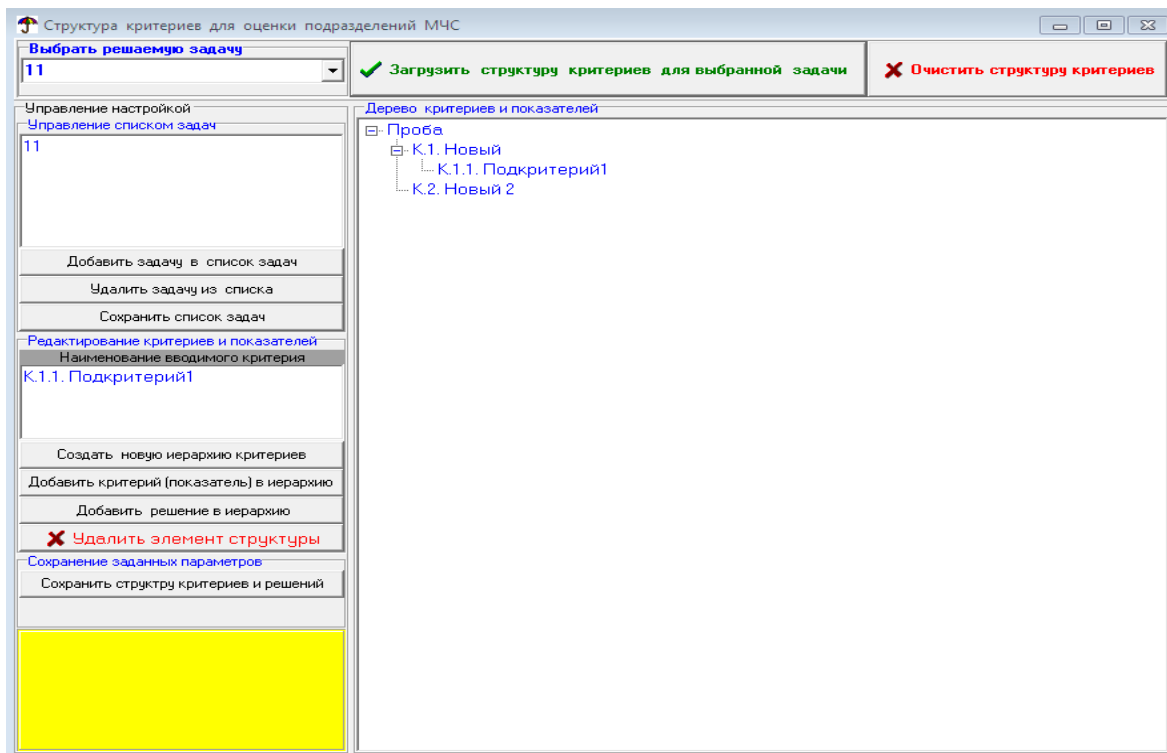 Структура критериев для оценки подразделений МЧС
Выбрать решаемую задачу
11
Загрузить структуру критериев для выбранной задачи
Очистить структуру критериев
Управление настройкой
Управление списком задач
11
Добавить задачу в список задач
Удалить задачу из списка
Сохранить список задач
Редактирование критериев и показателей
Наименование вводимого критерия
К.1.1. Подкритерий1
Создать новую иерархию критериев
Добавить критерий (показатель) в иерархию
Добавить решение в иерархию
Удалить элемент структуры
Сохранение заданных параметров
Сохранить структру критериев и решений
Дерево критериев и показателей
Проба
К.1. Новый
К.1.1. Подкритерий1
К.2. Новый 2